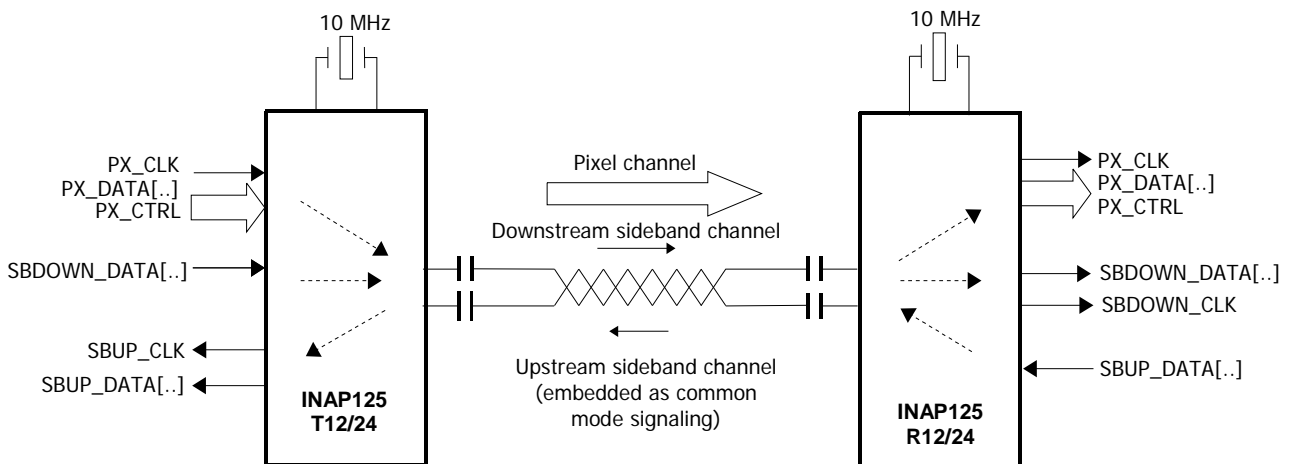 10 MHz
10 MHz
PX_CLK
PX_DATA[..]
PX_CTRL
SBDOWN_DATA[..]
SBUP_CLK
SBUP_DATA[..]
INAP125
T12/24
Pixel channel
Downstream sideband channel
Upstream sideband channel
(embedded as common
mode signaling)
PX_CLK
PX_DATA[..]
PX_CTRL
SBDOWN_DATA[..]
SBDOWN_CLK
SBUP_DATA[..]
INAP125
R12/24